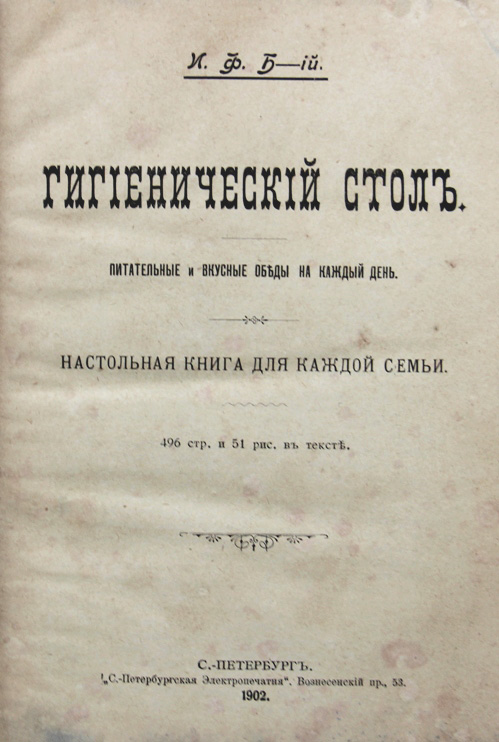 И. Ф. Б—ій.
ГИГІЕНИЧЕСКІЙ СТОЛЪ.
ПИТАТЕЛЬНЫЕ и ВКУСНЫЕ ОБѢДЫ НА КАЖДЫЙ ДЕНЬ.
НАСТОЛЬНАЯ КНИГА ДЛЯ КАЖДОЙ СЕМЬИ.
496 стр. и 51 рис. въ текстѣ.
С.-ПЕТЕРБУРГЪ.
„С.-Петербургская Электропечатня“. Вознесенскій пр., 53.
1902.